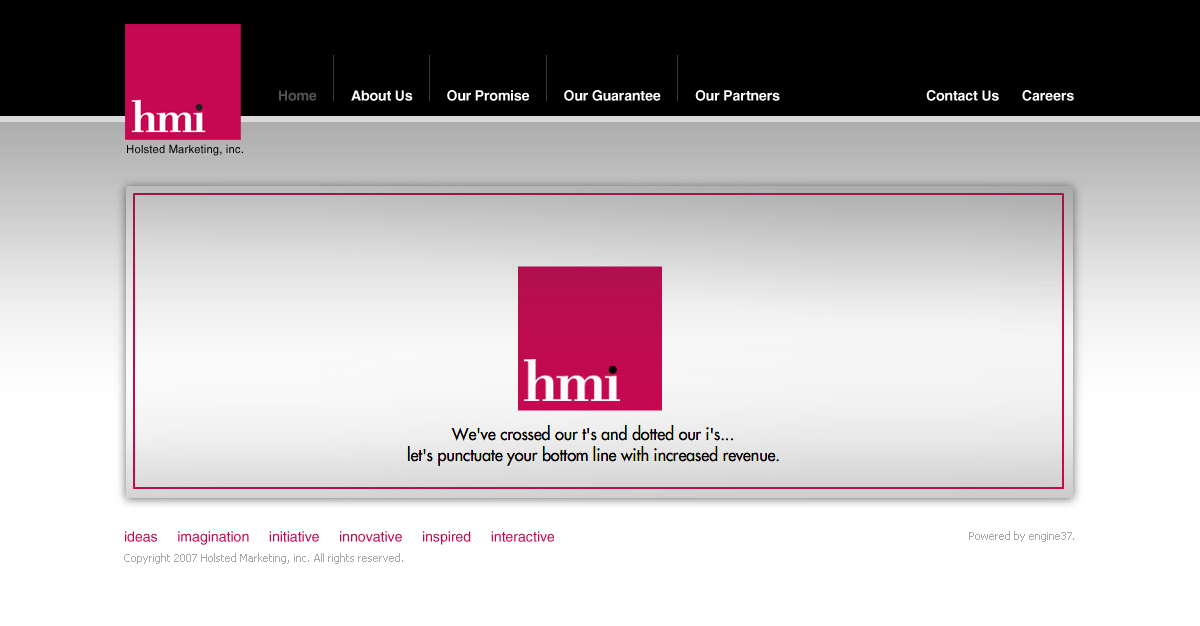 hmi
Holsted Marketing, inc.
Home About Us Our Promise Our Guarantee Our Partners Contact Us Careers
hmi
We've crossed our t's and dotted our i's...
let's punctuate your bottom line with increased revenue.
ideas imagination initiative innovative inspired interactive
Powered by engine37.
Copyright 2007 Holsted Marketing, inc. All rights reserved.